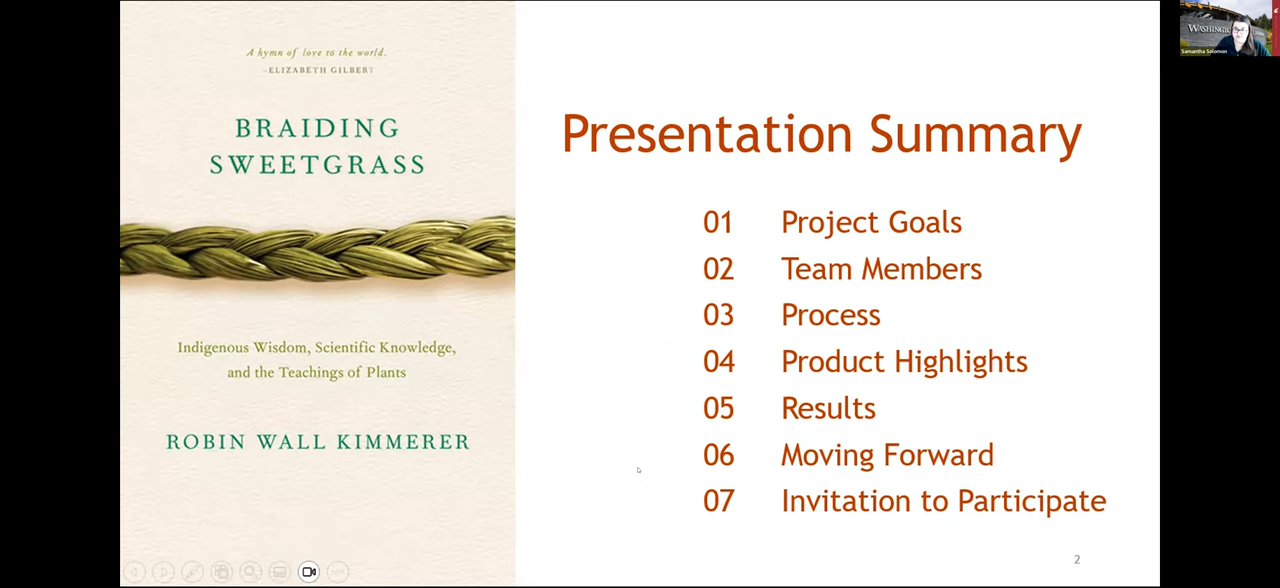 A hymn of love to the world.
–ELIZABETH GILBERT
BRAIDING
SWEETGRASS
Indigenous Wisdom, Scientific Knowledge,
and the Teachings of Plants
ROBIN WALL KIMMERER
Presentation Summary
01 Project Goals
02 Team Members
03 Process
04 Product Highlights
05 Results
06 Moving Forward
07 Invitation to Participate
2
Samantha Solomon